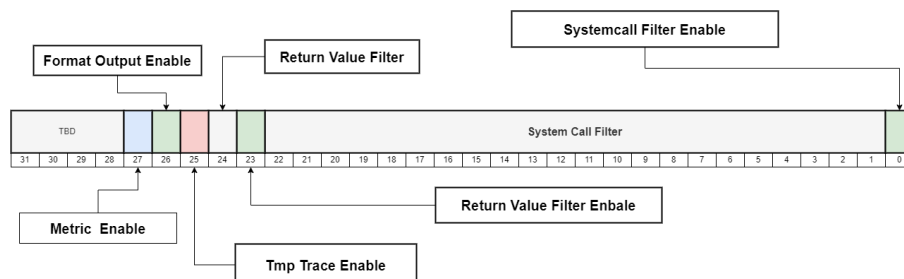 Systemcall Filter Enable
Format Output Enable
Return Value Filter
TBD
System Call Filter
31 30 29 28 27 26 25 24 23 22 21 20 19 18 17 16 15 14 13 12 11 10 9 8 7 6 5 4 3 2 1 0
Return Value Filter Enbale
Metric Enable
Tmp Trace Enable